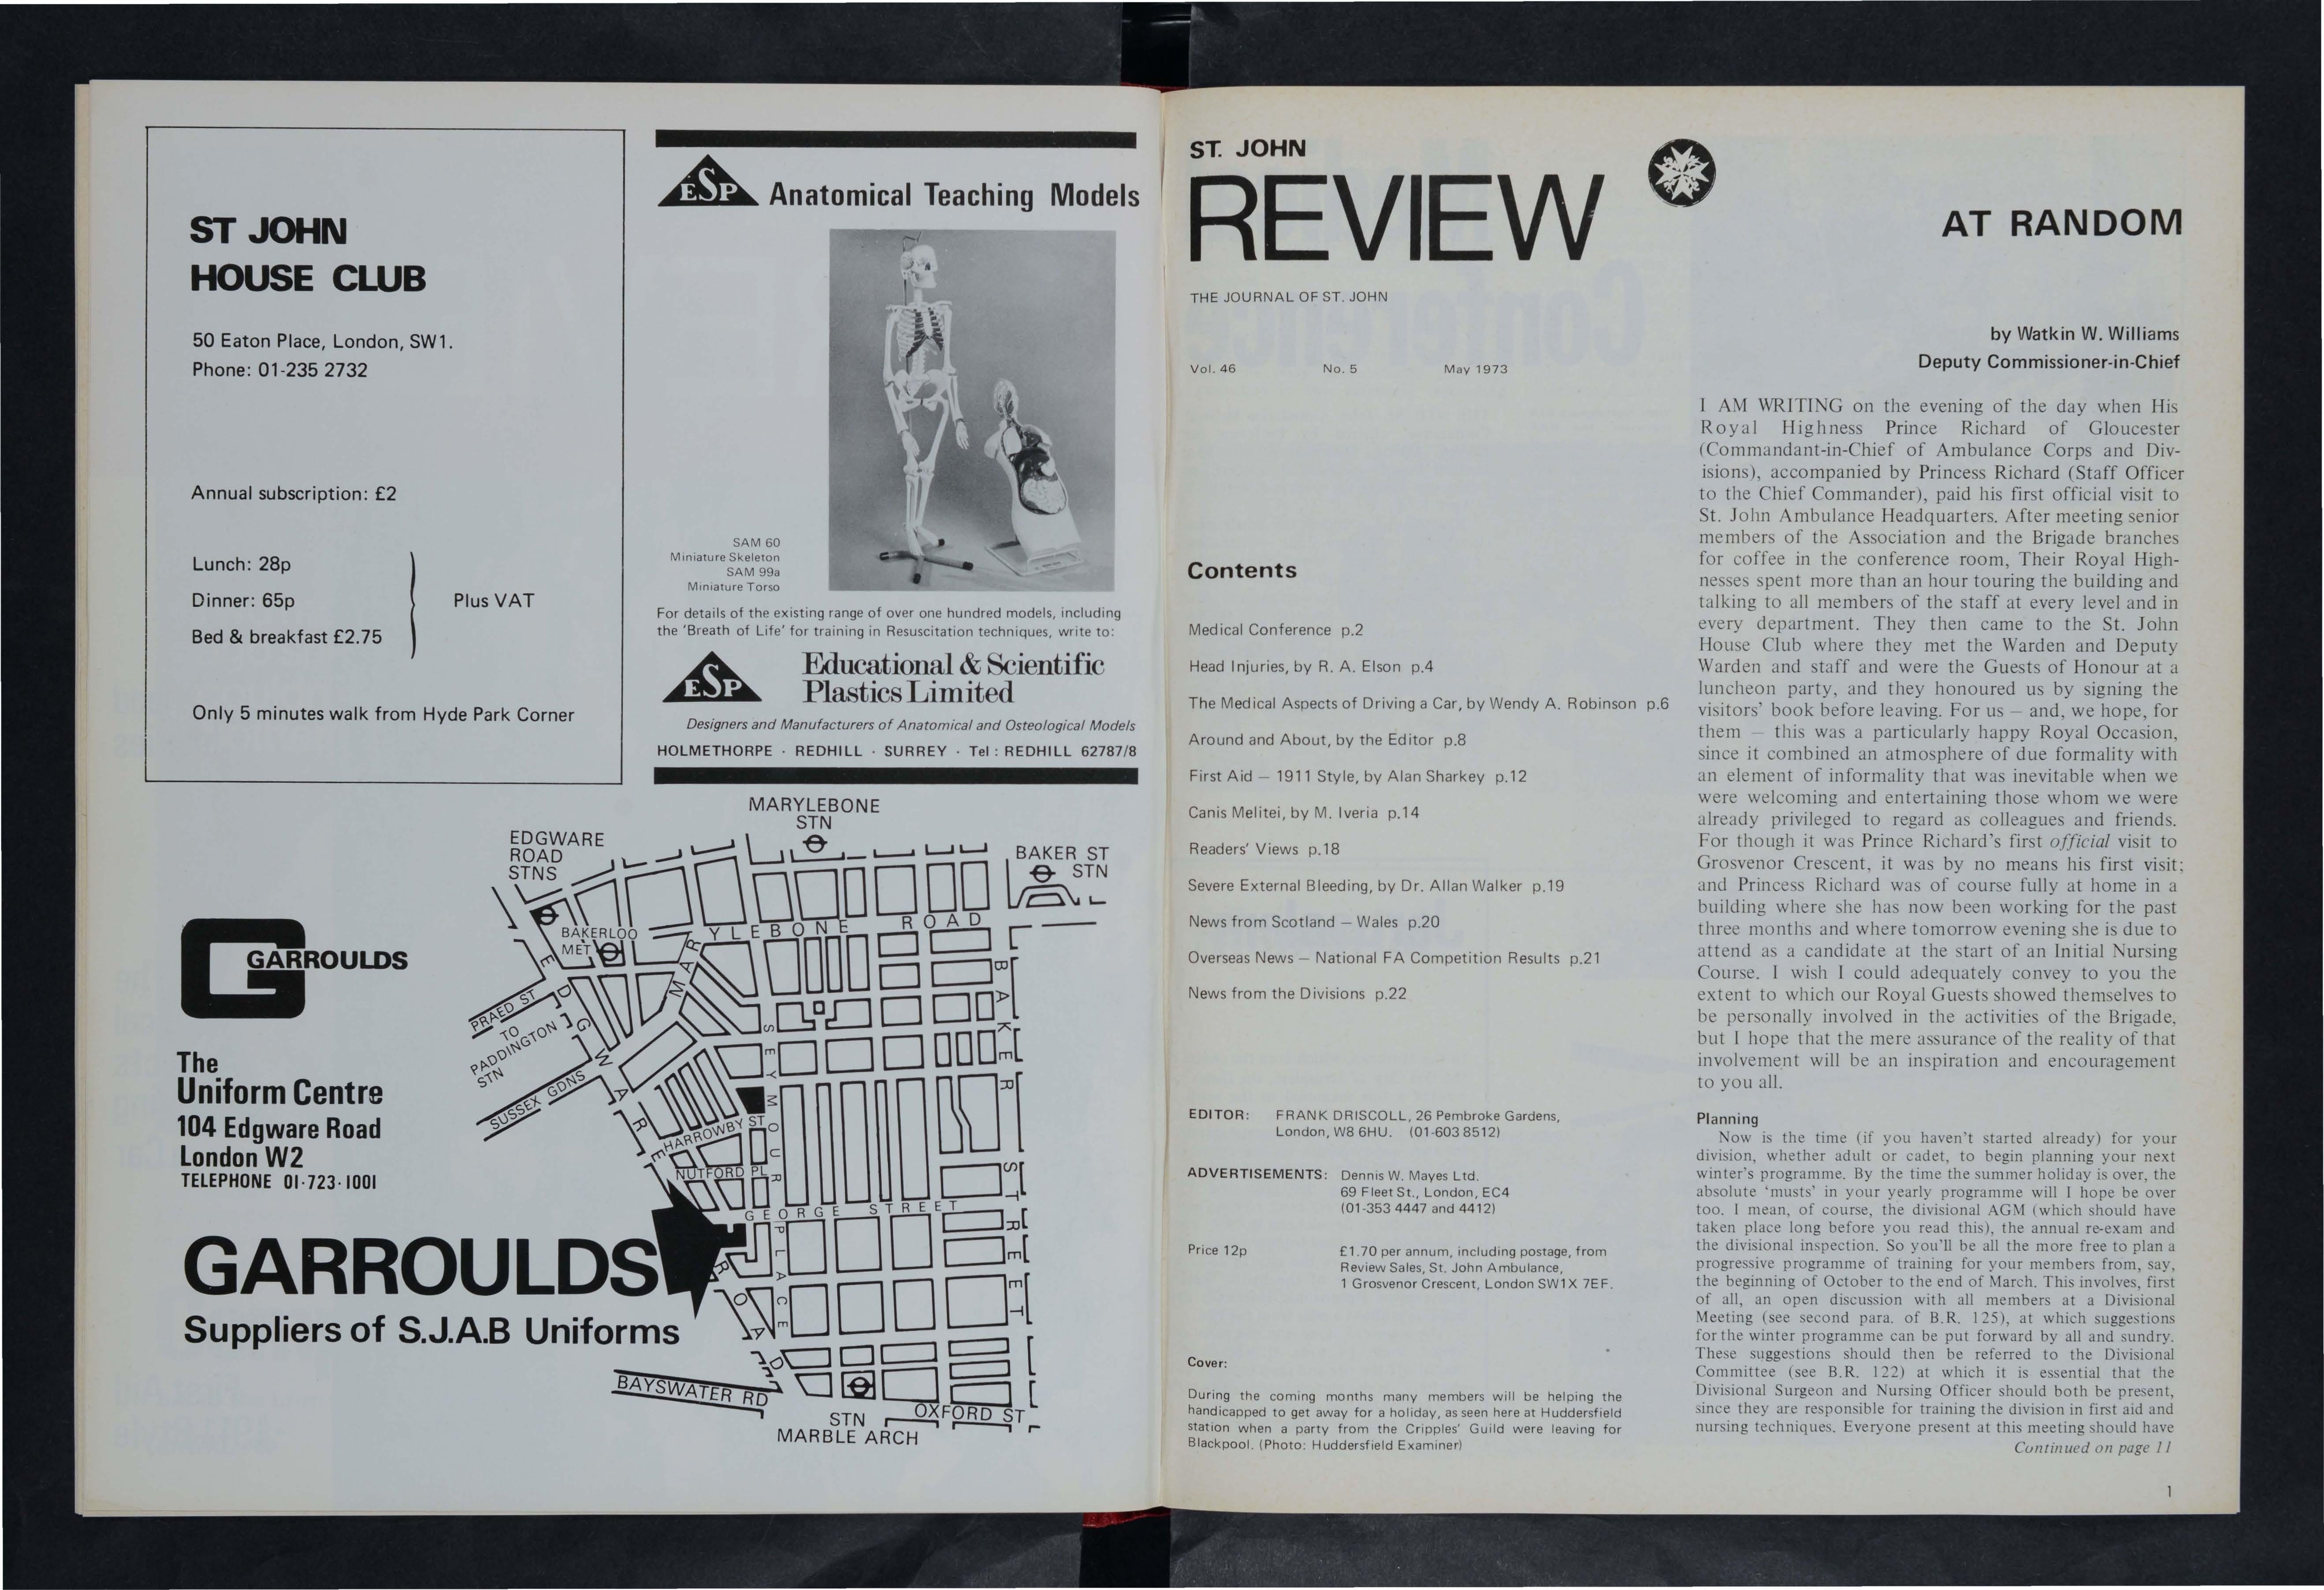 ST JOHN
HOUSE CLUB
50 Eaton Place, London, SW1.
Phone: 01-235 2732
Annual subscription: £2
Lunch: 28p
Dinner: 65p
Plus VAT
Bed & breakfast £2.75
Only 5 minutes walk from Hyde Park Corner
ESP Anatomical Teaching Models
SAM 60
Miniature Skeleton
SAM 99a
Miniature Torso
For details of the existing range of over one hundred models, including
the 'Breath of Life' for training in Resuscitation techniques, write to:
ESP
Educational & Scientific
Plastics Limited
Designers and Manufacturers of Anatomical and Osteological Models
HOLMETHORPE · REDHILL · SURREY · Tel : REDHILL 62787/8
GARROULDS
The
Uniform Centre
104 Edgware Road
London W2
TELEPHONE 01·723·1001
GARROULDS
Suppliers of S.J.A.B Uniforms
MARYLEBONE
STN
EDGWARE
ROAD
STNS
BAKER ST
STN
BAKERLOO
MET
MARYLEBONE ROAD
EDGWARE ROAD
BAKER STREET
SEYMOUR PLACE
PRAED ST
TO
PADDINGTON
STN
SUSSEX GDNS
HARROWBY ST
NUTFORD PL
GEORGE STREET
BAYSWATER RD
OXFORD ST
STN
MARBLE ARCH
ST. JOHN
REVIEW
THE JOURNAL OF ST. JOHN
Vol. 46 No. 5 May 1973
Contents
Medical Conference p.2
Head Injuries, by R. A. Elson p.4
The Medical Aspects of Driving a Car, by Wendy A. Robinson p.6
Around and About, by the Editor p.8
First Aid — 1911 Style, by Alan Sharkey p.12
Canis Melitei, by M. Iveria p.14
Readers' Views p.18
Severe External Bleeding, by Dr. Allan Walker p.19
News from Scotland — Wales p.20
Overseas News — National FA Competition Results p.21
News from the Divisions p.22
EDITOR: FRANK DRISCOLL, 26 Pembroke Gardens,
London, W8 6HU. (01-603 8512)
ADVERTISEMENTS: Dennis W. Mayes Ltd.
69 Fleet St., London, EC4
(01-353 4447 and 4412)
Price 12p £1.70 per annum, including postage, from
Review Sales, St. John Ambulance,
1 Grosvenor Crescent, London SW1X 7EF.
Cover:
During the coming months many members will be helping the
handicapped to get away for a holiday, as seen here at Huddersfield
station when a party from the Cripples' Guild were leaving for
Blackpool. (Photo: Huddersfield Examiner)
AT RANDOM
by Watkin W. Williams
Deputy Commissioner-in-Chief
I AM WRITING on the evening of the day when His
Royal Highness Prince Richard of Gloucester
(Commandant-in-Chief of Ambulance Corps and Div-
isions), accompanied by Princess Richard (Staff Officer
to the Chief Commander), paid his first official visit to
St. John Ambulance Headquarters. After meeting senior
members of the Association and the Brigade branches
for coffee in the conference room, Their Royal High-
nesses spent more than an hour touring the building and
talking to all members of the staff at every level and in
every department. They then came to the St. John
House Club where they met the Warden and Deputy
Warden and staff and were the Guests of Honour at a
luncheon party, and they honoured us by signing the
visitors' book before leaving. For us — and, we hope, for
them — this was a particularly happy Royal Occasion,
since it combined an atmosphere of due formality with
an element of informality that was inevitable when we
were welcoming and entertaining those whom we were
already privileged to regard as colleagues and friends.
For though it was Prince Richard's first official visit to
Grosvenor Crescent, it was by no means his first visit;
and Princess Richard was of course fully at home in a
building where she has now been working for the past
three months and where tomorrow evening she is due to
attend as a candidate at the start of an Initial Nursing
Course. I wish I could adequately convey to you the
extent to which our Royal Guests showed themselves to
be personally involved in the activities of the Brigade,
but I hope that the mere assurance of the reality of that
involvement will be an inspiration and encouragement
to you all.
Planning
Now is the time (if you haven't started already) for your
division, whether adult or cadet, to begin planning your next
winter's programme. By the time the summer holiday is over, the
absolute 'musts' in your yearly programme will I hope be over
too. I mean, of course, the divisional AGM (which should have
taken place long before you read this), the annual re-exam and
the divisional inspection. So you'll be all the more free to plan a
progressive programme of training for your members from, say,
the beginning of October to the end of March. This involves, first
of all, an open discussion with all members at a Divisional
Meeting (see second para. of B.R. 125), at which suggestions
for the winter programme can be put forward by all and sundry.
These suggestions should then be referred to the Divisional
Committee (see B.R. 122) at which it is essential that the
Divisional Surgeon and Nursing Officer should both be present,
since they are responsible for training the division in first aid and
nursing techniques. Everyone present at this meeting should have
Continued on page 11
1